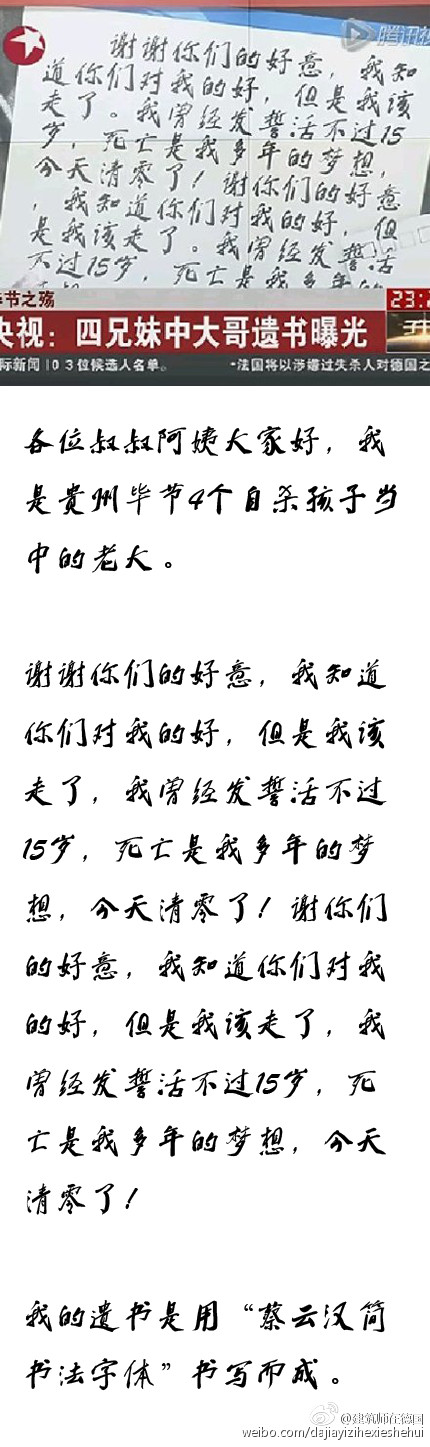 腾讯视
谢谢你们的好意，我知
道你们对我的好，但是我该
走了。我曾经发誓活不过15
岁，死亡是我多年的梦想，
今天清零了！谢你们的好意
，我知道你们对我的好，但
是我该走了。我曾经发誓活
不过15岁，死亡是我多年的
毕节之殇
23:2
央视：四兄妹中大哥遗书曝光
际新闻 10 3位候选人名单。
·法国将以涉嫌过失杀人对德国之
各位叔叔阿姨大家好，我
是贵州毕节4个自杀孩子当
中的老大。
谢谢你们的好意，我知道
你们对我的好，但是我该
走了，我曾经发誓活不过
15岁，死亡是我多年的梦
想，今天清零了！谢你们
的好意，我知道你们对我
的好，但是我该走了，我
曾经发誓活不过15岁，死
亡是我多年的梦想，今天
清零了！
我的遗书是用“蔡云汉简
书法字体”书写而成。
@建筑师在德国
weibo.com/dajiayizihexieshehui